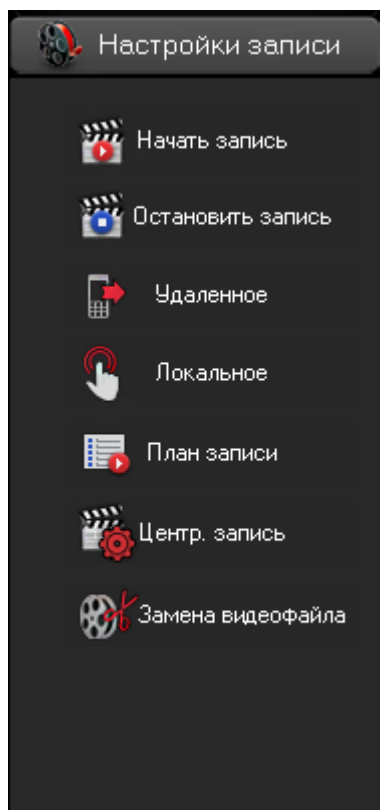 Настройки записи
Начать запись
Остановить запись
Удаленное
Локальное
План записи
Центр. запись
Замена видеофайла